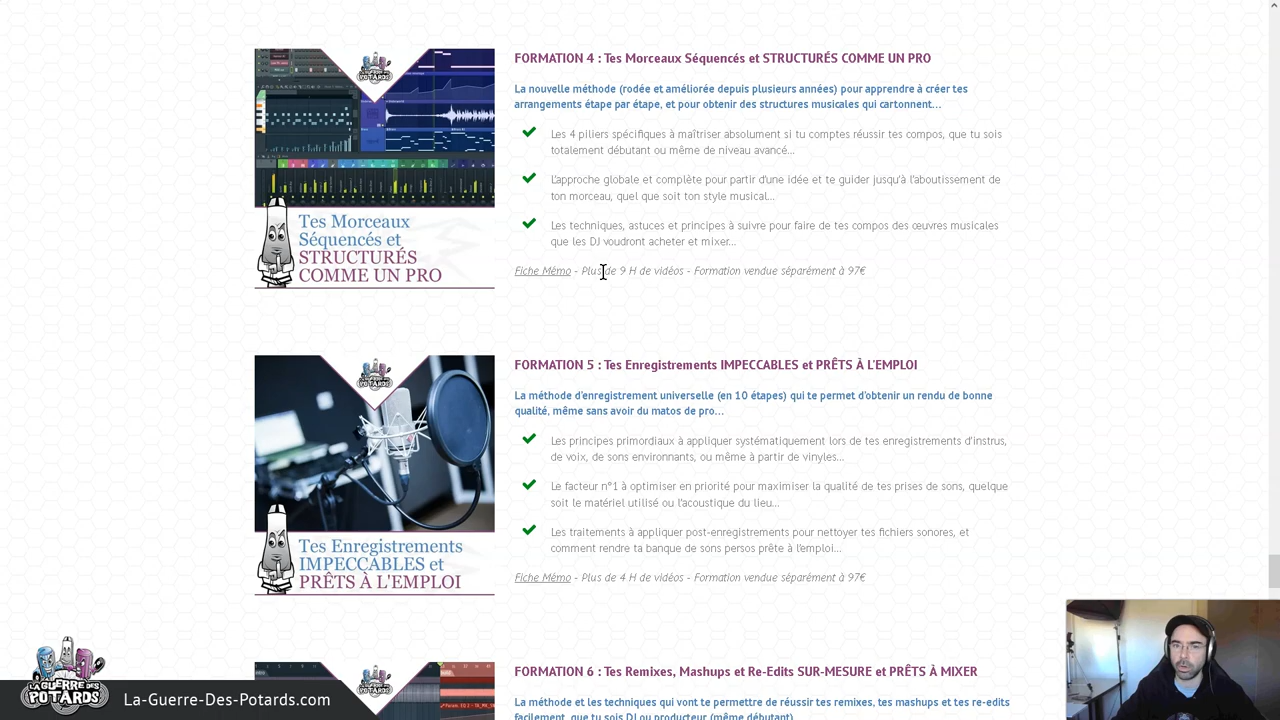 FORMATION 4 : Tes Morceaux Séquencés et STRUCTURÉS COMME UN PRO
La nouvelle méthode (rodée et améliorée depuis plusieurs années) pour apprendre à créer tes
arrangements étape par étape, et pour obtenir des structures musicales qui cartonnent...
Les 4 piliers spécifiques à maîtriser absolument si tu comptes réussir tes compos, que tu sois
totalement débutant ou même de niveau avancé...
L'approche globale et complète pour partir d'une idée et te guider jusqu'à l'aboutissement de
ton morceau, quel que soit ton style musical...
Les techniques, astuces et principes à suivre pour faire de tes compos des œuvres musicales
que les DJ voudront acheter et mixer...
Fiche Mémo - Plus de 9 H de vidéos - Formation vendue séparément à 97€
Tes Morceaux
Séquencés et
STRUCTURÉS
COMME UN PRO
FORMATION 5 : Tes Enregistrements IMPECCABLES et PRÊTS À L'EMPLOI
La méthode d'enregistrement universelle (en 10 étapes) qui te permet d'obtenir un rendu de bonne
qualité, même sans avoir du matos de pro...
Les principes primordiaux à appliquer systématiquement lors de tes enregistrements d'instrus,
de voix, de sons environnants, ou même à partir de vinyles...
Le facteur n°1 à optimiser en priorité pour maximiser la qualité de tes prises de sons, quelque
soit le matériel utilisé ou l'acoustique du lieu...
Les traitements à appliquer post-enregistrements pour nettoyer tes fichiers sonores, et
comment rendre ta banque de sons persos prête à l'emploi...
Fiche Mémo - Plus de 4 H de vidéos - Formation vendue séparément à 97€
Tes Enregistrements
IMPECCABLES et
PRÊTS À L'EMPLOI
FORMATION 6 : Tes Remixes, Mashups et Re-Edits SUR-MESURE et PRÊTS À MIXER
La méthode et les techniques qui vont te permettre de réussir tes remixes, tes mashups et tes re-edits
facilement, que tu sois DJ ou producteur (même débutant)
LA GUERRE DES
POTARDS
La-Guerre-Des-Potards.com